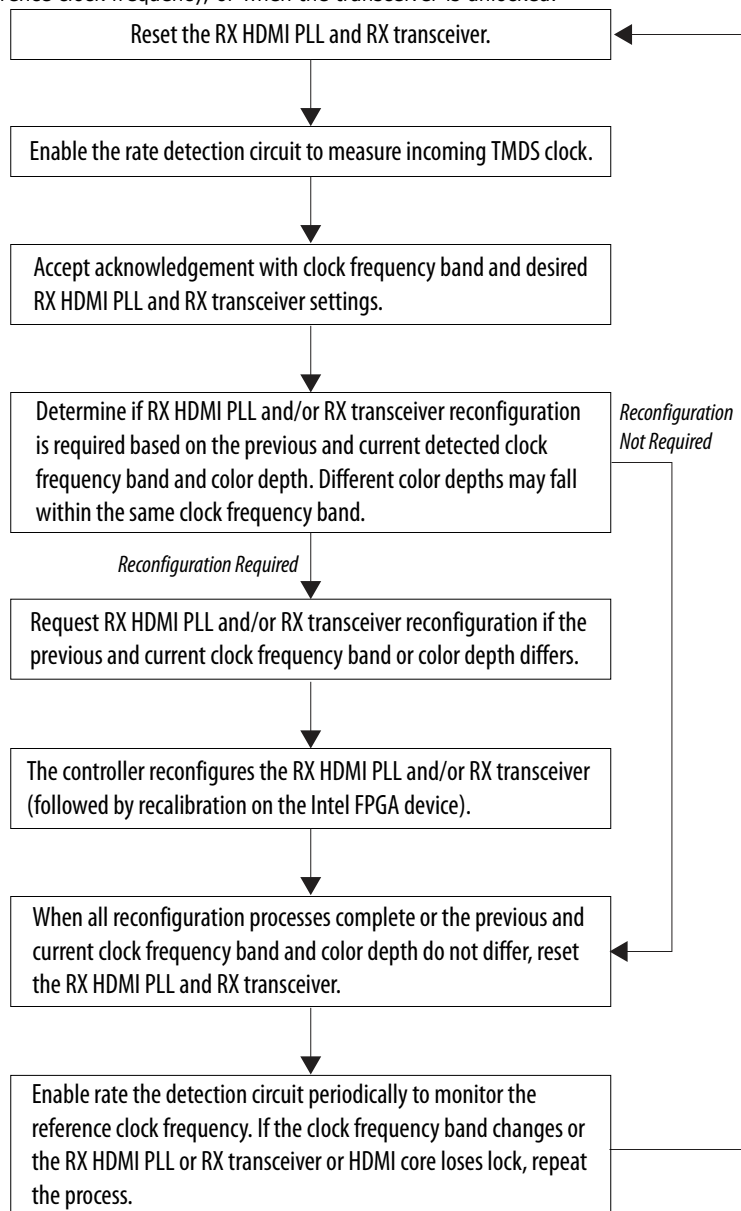 Reset the RX HDMI PLL and RX transceiver.
Enable the rate detection circuit to measure incoming TMDS clock.
Accept acknowledgement with clock frequency band and desired
RX HDMI PLL and RX transceiver settings.
Determine if RX HDMI PLL and/or RX transceiver reconfiguration
is required based on the previous and current detected clock
frequency band and color depth. Different color depths may fall
within the same clock frequency band.
Reconfiguration
Not Required
Reconfiguration Required
Request RX HDMI PLL and/or RX transceiver reconfiguration if the
previous and current clock frequency band or color depth differs.
The controller reconfigures the RX HDMI PLL and/or RX transceiver
(followed by recalibration on the Intel FPGA device).
When all reconfiguration processes complete or the previous and
current clock frequency band and color depth do not differ, reset
the RX HDMI PLL and RX transceiver.
Enable rate the detection circuit periodically to monitor the
reference clock frequency. If the clock frequency band changes or
the RX HDMI PLL or RX transceiver or HDMI core loses lock, repeat
the process.